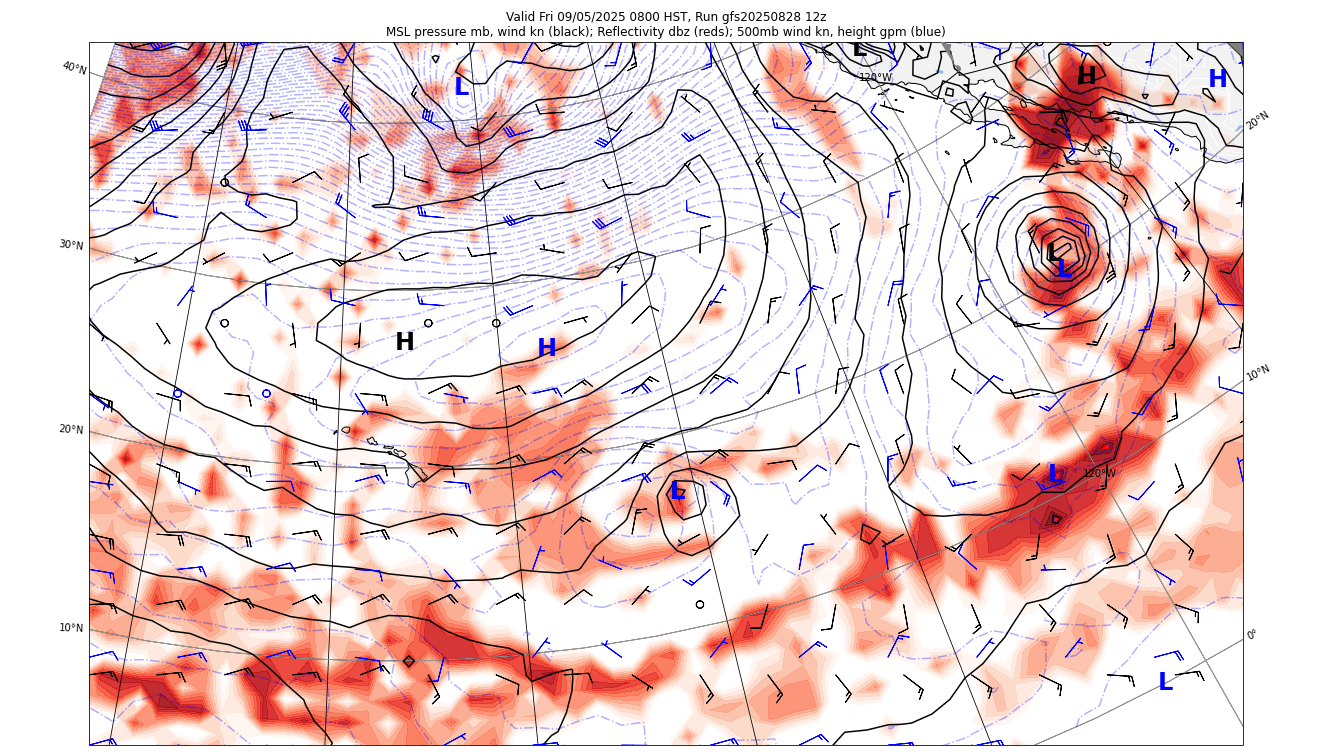 Valid Fri 09/05/2025 0800 HST, Run gfs20250828 12z
MSL pressure mb, wind kn (black); Reflectivity dbz (reds); 500mb wind kn, height gpm (blue)
L
H
H
L
120°W
40°N
20°N
30°N
L
L
H
H
10°N
20°N
L
L
120°W
10°N
0°
L